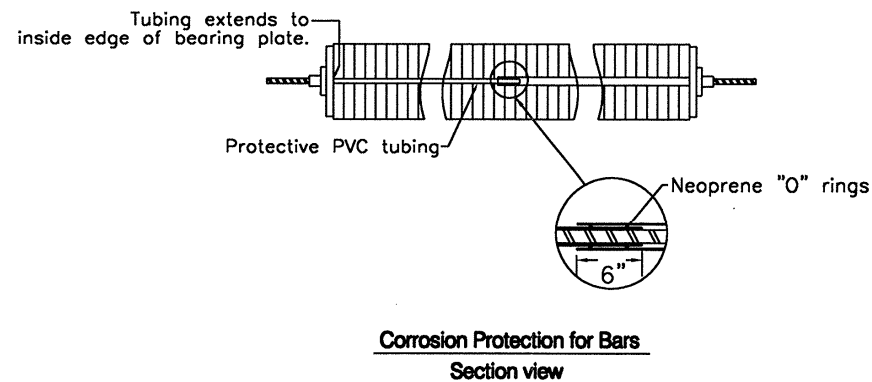 Tubing extends to
inside edge of bearing plate.
Protective PVC tubing
Neoprene "O" rings
6"
Corrosion Protection for Bars
Section view